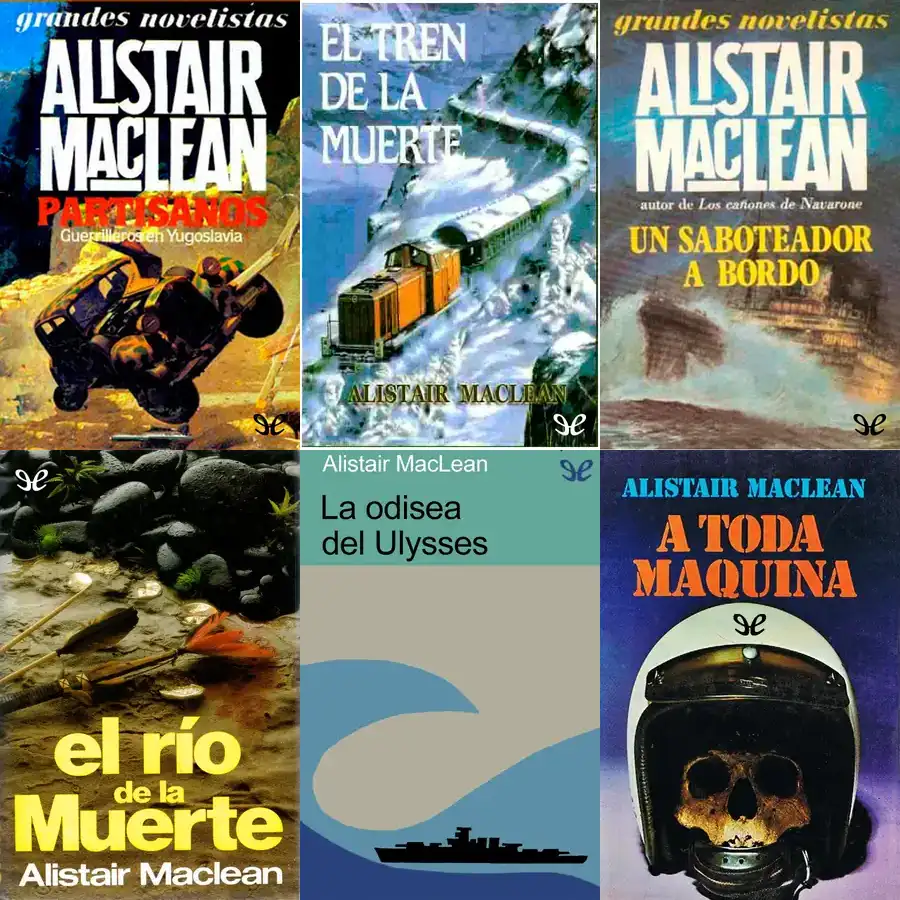 grandes novelistas
ALISTAIR
MACLEAN
PARTISANOS
Guerrilleros en Yugoslavia
EL TREN
DE LA
MUERTE
ALISTAIR MACLEAN
grandes novelistas
ALISTAIR
MACLEAN
autor de Los cañones de Navarone
UN SABOTEADOR
A BORDO
el río
de la
Muerte
Alistair Maclean
Alistair MacLean
La odisea
del Ulysses
ALISTAIR MACLEAN
A TODA
MAQUINA